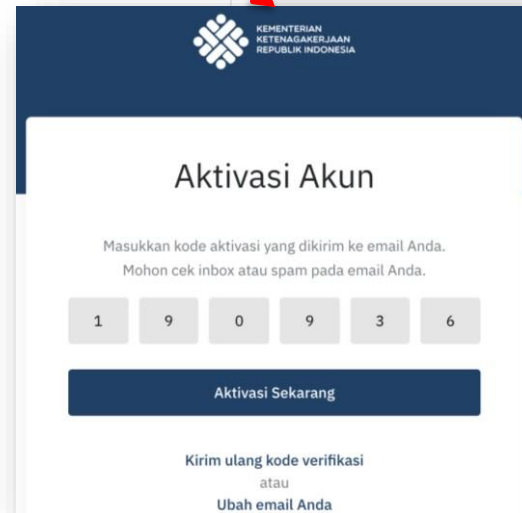 KEMENTERIAN
KETENAGAKERJAAN
REPUBLIK INDONESIA
Aktivasi Akun
Masukkan kode aktivasi yang dikirim ke email Anda.
Mohon cek inbox atau spam pada email Anda.
1 9 0 9 3 6
Aktivasi Sekarang
Kirim ulang kode verifikasi
atau
Ubah email Anda